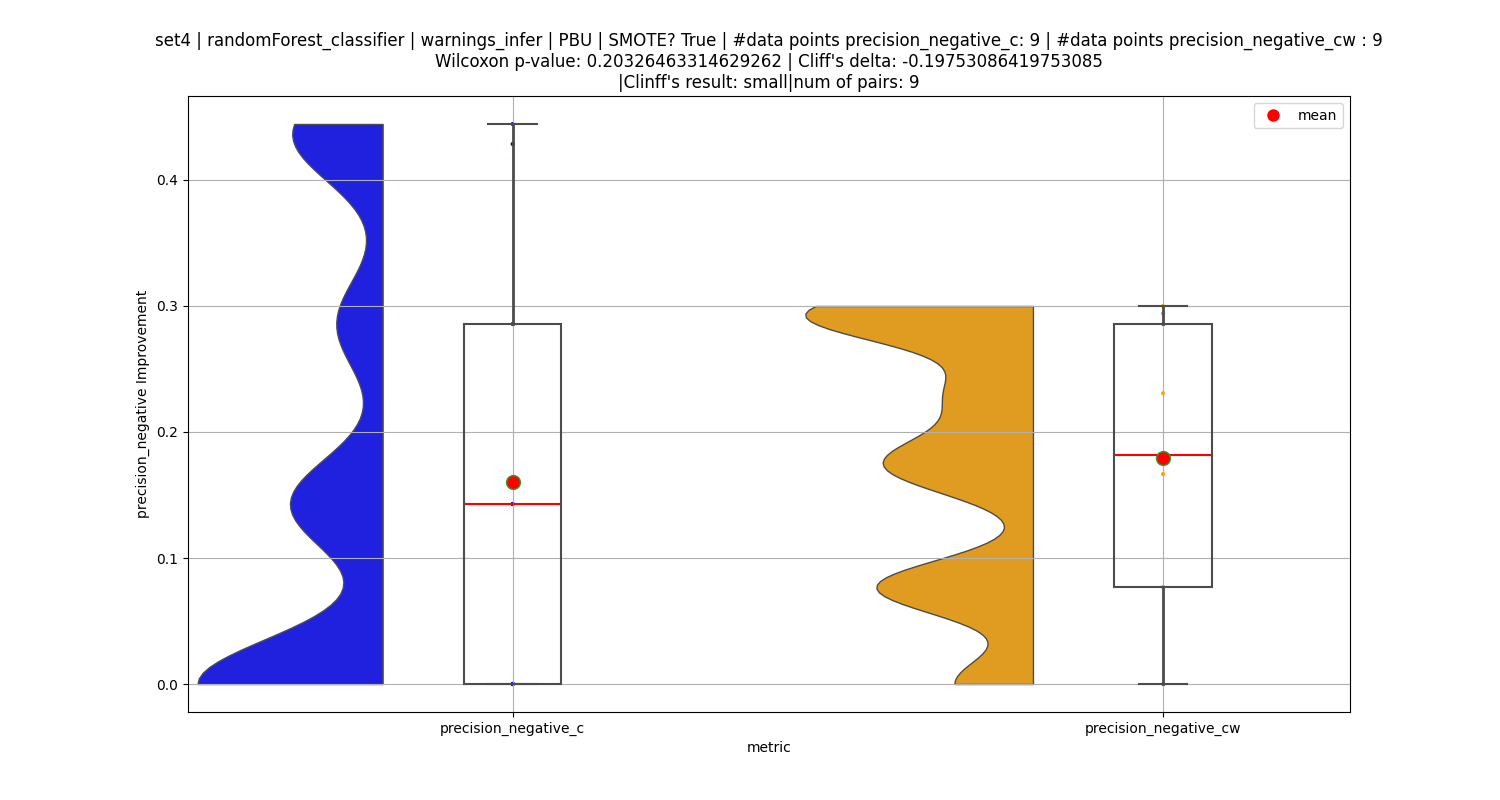 set4 | randomForest_classifier | warnings_infer | PBU | SMOTE? True | #data points precision_negative_c: 9 | #data points precision_negative_cw : 9
Wilcoxon p-value: 0.20326463314629262 | Cliff's delta: -0.19753086419753085
|Clinff's result: small|num of pairs: 9
mean
0.4
0.3
0.2
0.1
0.0
precision_negative Improvement
precision_negative_c
precision_negative_cw
metric